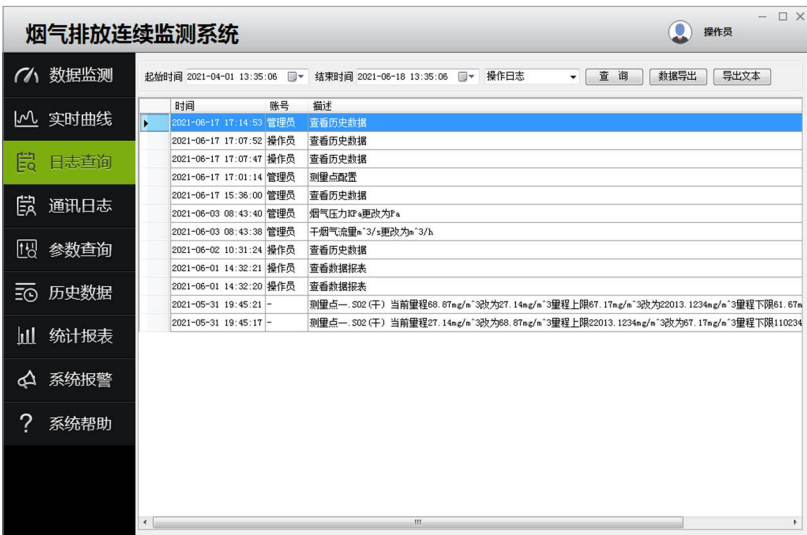 烟气排放连续监测系统
操作员
数据监测
实时曲线
日志查询
通讯日志
参数查询
历史数据
统计报表
系统报警
系统帮助
起始时间 2021-04-01 13:35:06 结束时间 2021-06-18 13:35:06 操作日志 查 询 数据导出 导出文本
时间 账号 描述
2021-06-17 17:14:53 管理员 查看历史数据
2021-06-17 17:07:52 操作员 查看历史数据
2021-06-17 17:07:47 操作员 查看历史数据
2021-06-17 17:01:14 管理员 测量点配置
2021-06-17 15:36:00 管理员 查看历史数据
2021-06-03 08:43:40 管理员 烟气压力KPa更改为Pa
2021-06-03 08:43:38 管理员 干烟气流量m^3/s更改为m^3/h
2021-06-02 10:31:24 操作员 查看历史数据
2021-06-01 14:32:21 操作员 查看数据报表
2021-06-01 14:32:20 操作员 查看数据报表
2021-05-31 19:45:21 - 测量点一.SO2(干) 当前量程68.87mg/m^3改为27.14mg/m^3量程上限67.17mg/m^3改为22013.1234mg/m^3量程下限61.67m
2021-05-31 19:45:17 - 测量点一.SO2(干) 当前量程27.14mg/m^3改为68.87mg/m^3量程上限22013.1234mg/m^3改为67.17mg/m^3量程下限110234